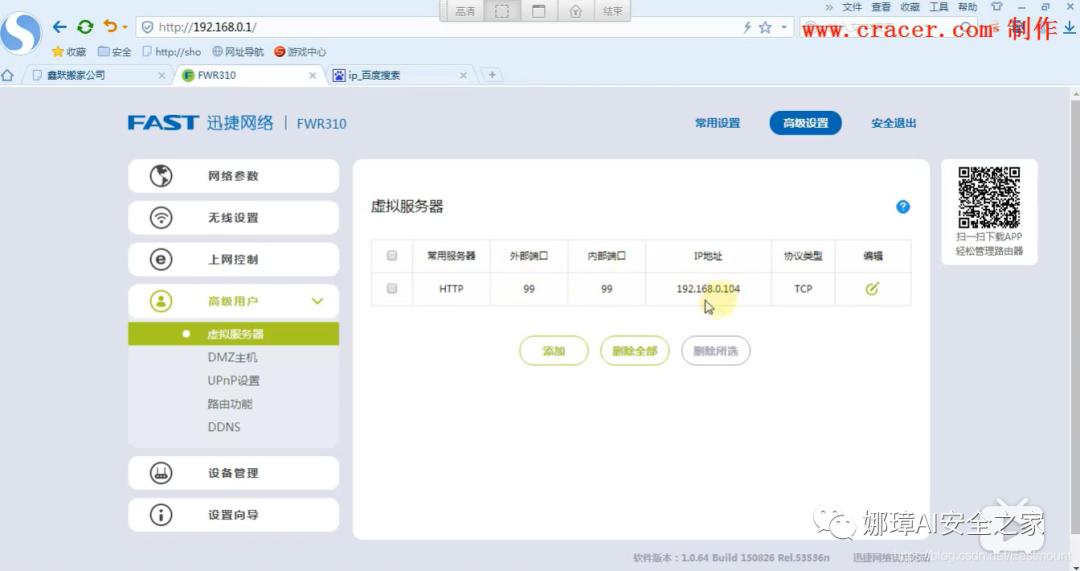 高清 结束
» 文件 查看 收藏 工具 帮助
http://192.168.0.1/
www.cracer.com 制作
收藏 安全 http://sho 网址导航 游戏中心
鑫跃搬家公司 FWR310 ip_百度搜索
FAST 迅捷网络 | FWR310 常用设置 高级设置 安全退出
网络参数
无线设置
上网控制
高级用户
虚拟服务器
DMZ主机
UPnP设置
路由功能
DDNS
设备管理
设置向导
虚拟服务器
常用服务器 外部端口 内部端口 IP地址 协议类型 编辑
HTTP 99 99 192.168.0.104 TCP
添加 删除全部 删除所选
扫一扫下载APP
轻松管理路由器
娜璋AI安全之家
软件版本：1.0.64 Build 150826 Rel.53536n